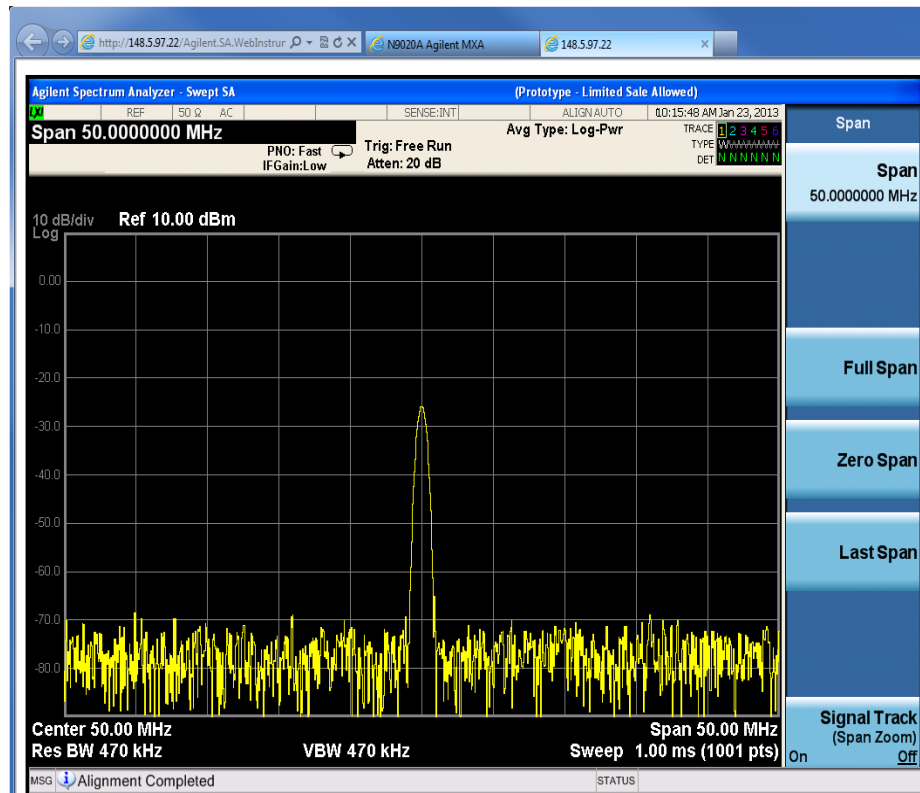 http://148.5.97.22/Agilent.SA.WebInstrur
N9020A Agilent MXA
148.5.97.22
Agilent Spectrum Analyzer - Swept SA
(Prototype - Limited Sale Allowed)
LXI
REF
50 Ω
AC
SENSE:INT
ALIGN AUTO
10:15:48 AM Jan 23, 2013
Span 50.0000000 MHz
PNO: Fast
IFGain:Low
Trig: Free Run
Atten: 20 dB
Avg Type: Log-Pwr
TRACE 1 2 3 4 5 6
TYPE
DET N N N N N N
10 dB/div
Log
Ref 10.00 dBm
0.00
-10.0
-20.0
-30.0
-40.0
-50.0
-60.0
-70.0
-80.0
Center 50.00 MHz
Span 50.00 MHz
Res BW 470 kHz
VBW 470 kHz
Sweep 1.00 ms (1001 pts)
MSG
Alignment Completed
STATUS
Span
Span
50.0000000 MHz
Full Span
Zero Span
Last Span
Signal Track
(Span Zoom)
On Off